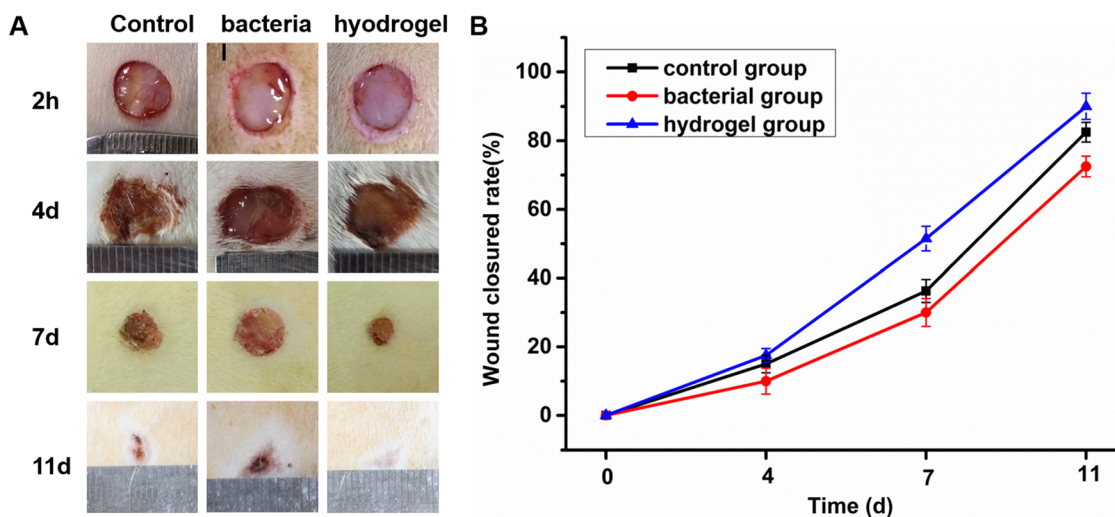 A
Control bacteria hyodrogel
2h
4d
7d
11d
B
control group
bacterial group
hydrogel group
Wound closured rate(%)
100
80
60
40
20
0
0 4 7 11
Time (d)